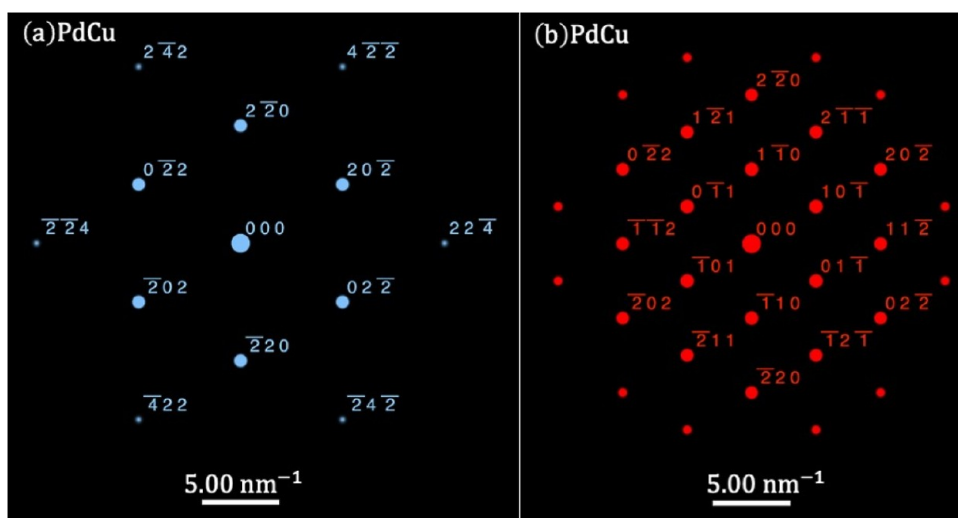 (a)PdCu
2 4̅ 2
4 2̅ 2̅
2 2̅ 0
0 2̅ 2
2 0 2̅
2̅ 2̅ 4
0 0 0
2 2 4̅
2̅ 0 2
0 2 2̅
2̅ 2 0
4̅ 2 2
2̅ 4 2̅
5.00 nm⁻¹
(b)PdCu
2 2̅ 0
1 2̅ 1
2 1̅ 1̅
0 2̅ 2
1 1̅ 0
2 0 2̅
0 1̅ 1
1 0 1̅
1̅ 1̅ 2
0 0 0
1 1 2̅
1̅ 0 1
0 1 1̅
2̅ 0 2
1̅ 1 0
0 2 2̅
2̅ 1 1
1̅ 2 1̅
2̅ 2 0
5.00 nm⁻¹